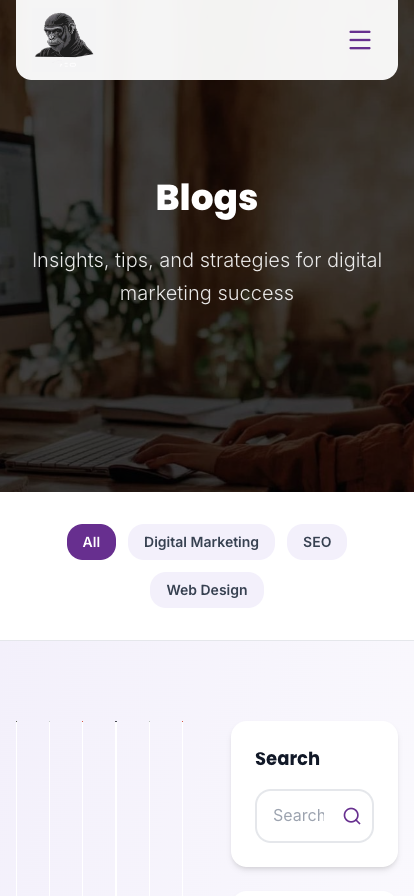 Blogs
Insights, tips, and strategies for digital
marketing success
All
Digital Marketing
SEO
Web Design
Search
Search